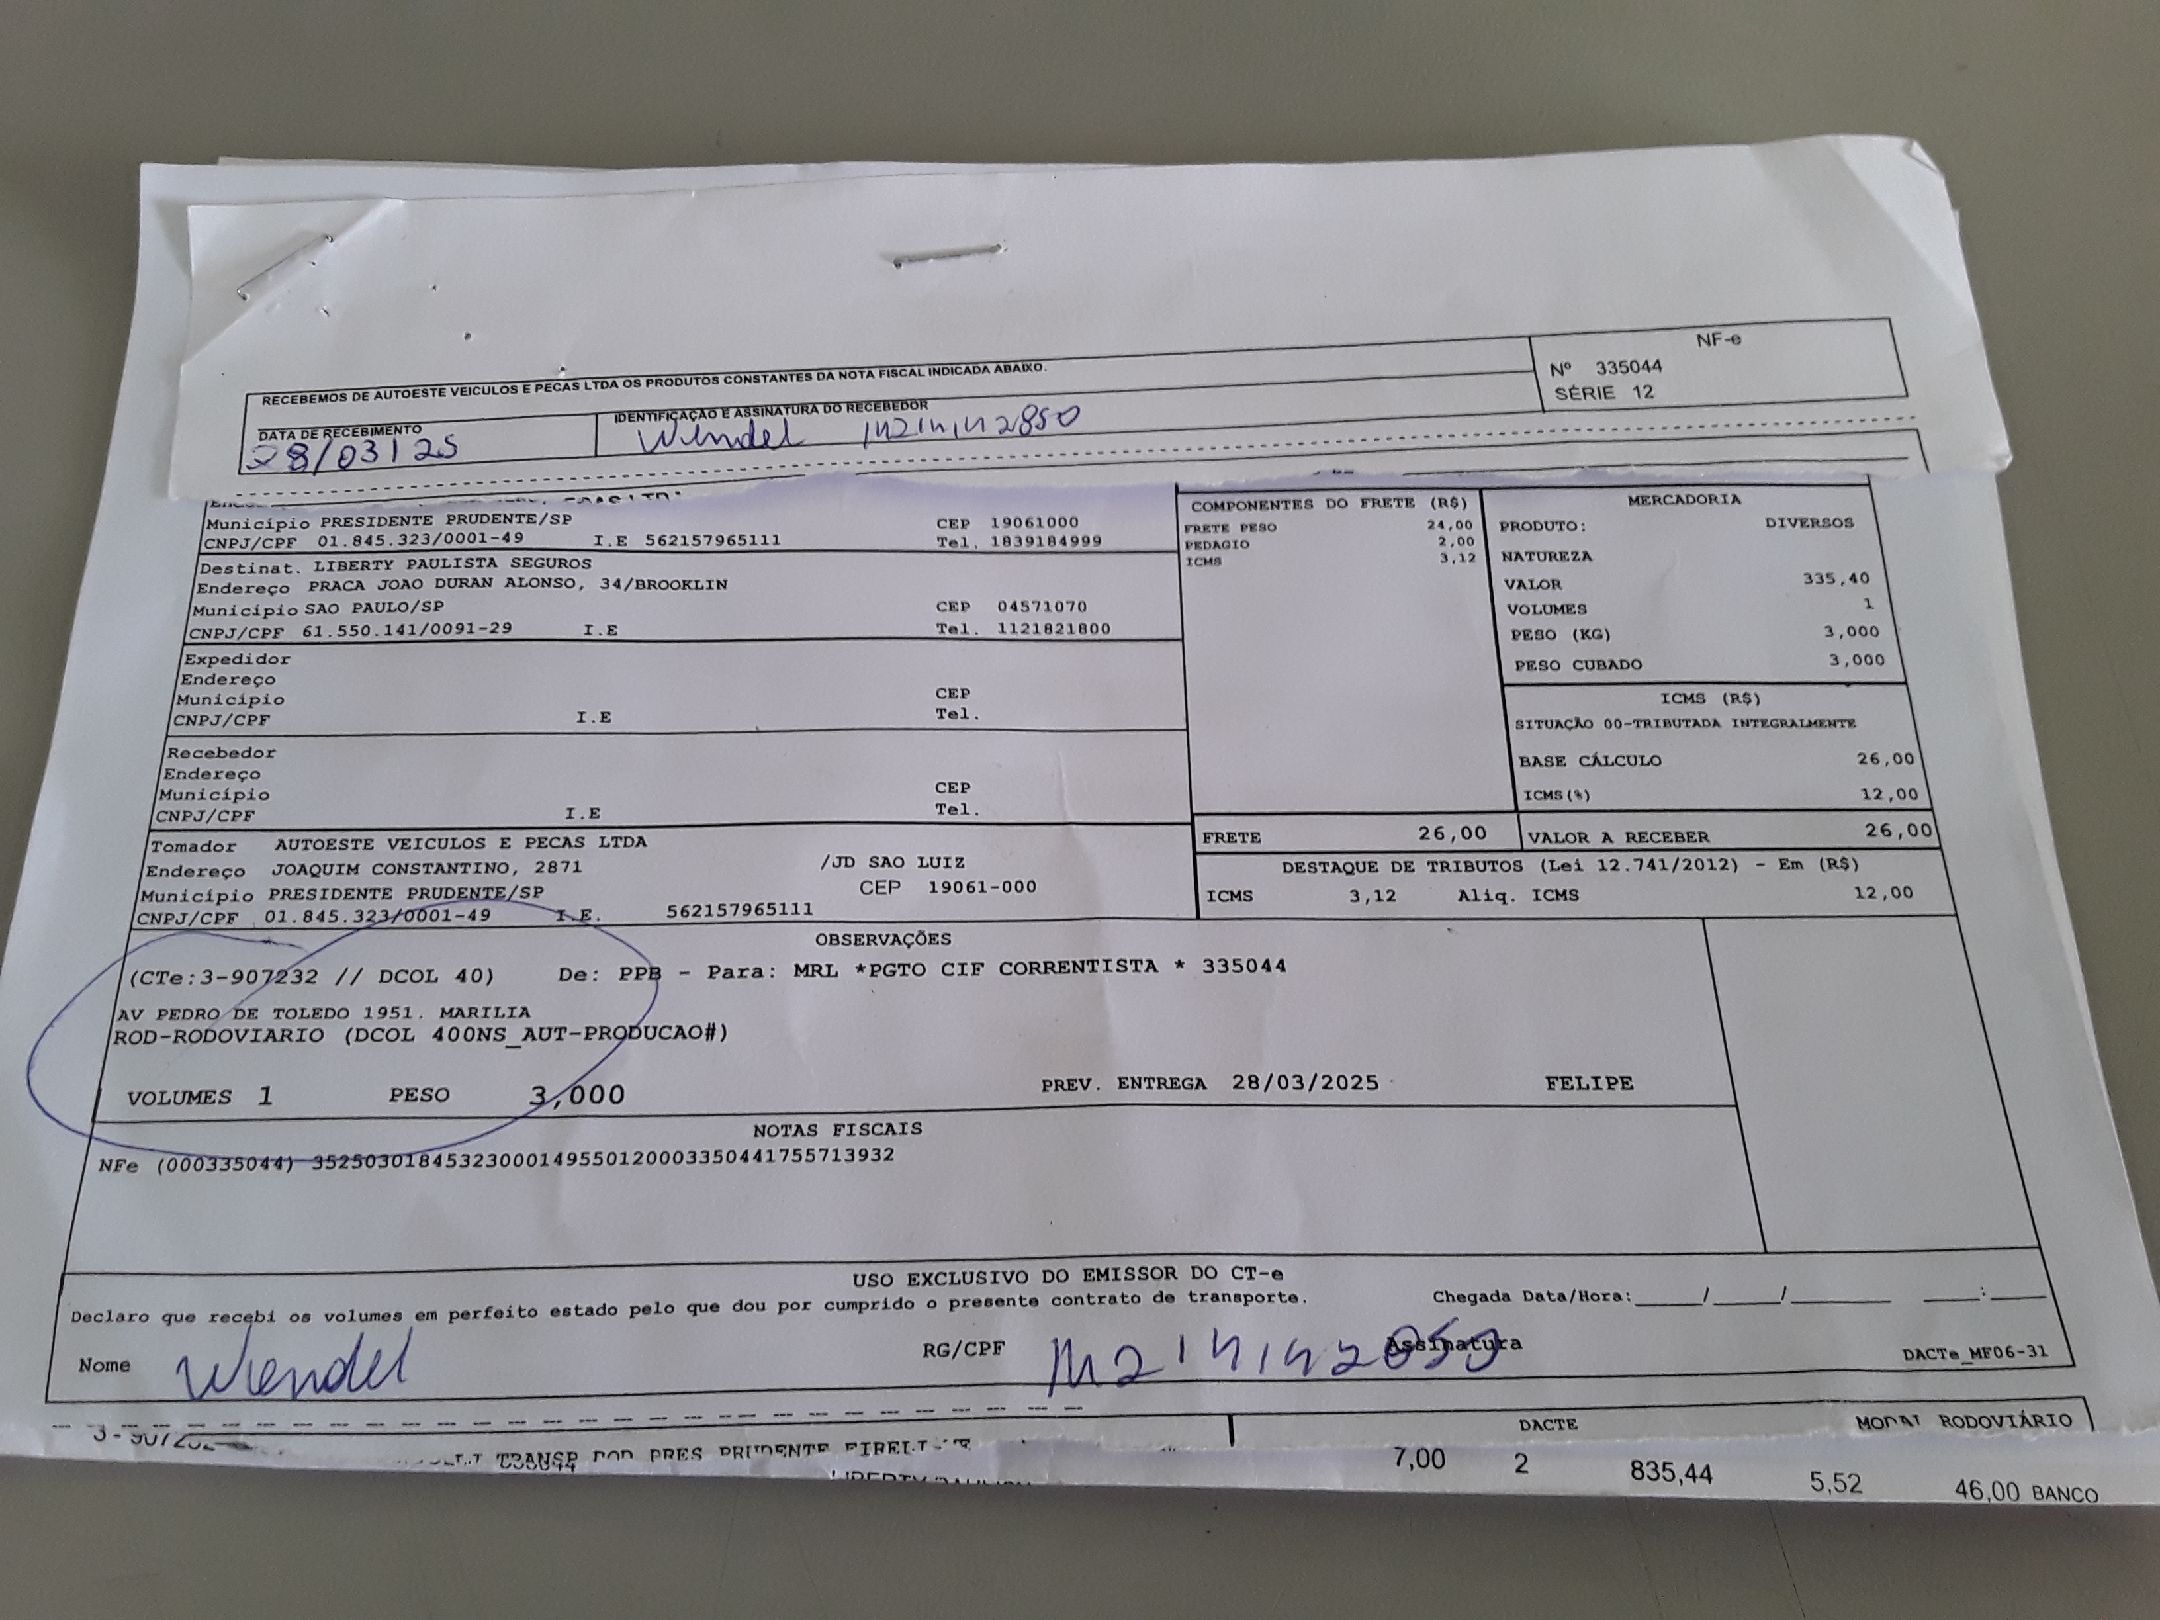 RECEBEMOS DE AUTOESTE VEICULOS E PECAS LTDA OS PRODUTOS CONSTANTES DA NOTA FISCAL INDICADA ABAIXO.
NF-e
Nº 335044
SÉRIE 12
DATA DE RECEBIMENTO
28/03/25
IDENTIFICAÇÃO E ASSINATURA DO RECEBEDOR
Wendel
Município PRESIDENTE PRUDENTE/SP CEP 19061000
CNPJ/CPF 01.845.323/0001-49 I.E 562157965111 Tel. 1839184999
Destinat. LIBERTY PAULISTA SEGUROS
Endereço PRACA JOAO DURAN ALONSO, 34/BROOKLIN
Município SAO PAULO/SP CEP 04571070
CNPJ/CPF 61.550.141/0091-29 I.E Tel. 1121821800
Expedidor
Endereço
Município CEP
CNPJ/CPF I.E Tel.
Recebedor
Endereço
Município CEP
CNPJ/CPF I.E Tel.
Tomador AUTOESTE VEICULOS E PECAS LTDA
Endereço JOAQUIM CONSTANTINO, 2871 /JD SAO LUIZ
Município PRESIDENTE PRUDENTE/SP CEP 19061-000
CNPJ/CPF 01.845.323/0001-49 I.E. 562157965111
COMPONENTES DO FRETE (R$)
FRETE PESO 24,00
PEDAGIO 2,00
ICMS 3,12
FRETE 26,00
MERCADORIA
PRODUTO: DIVERSOS
NATUREZA
VALOR 335,40
VOLUMES 1
PESO (KG) 3,000
PESO CUBADO 3,000
ICMS (R$)
SITUAÇÃO 00-TRIBUTADA INTEGRALMENTE
BASE CÁLCULO 26,00
ICMS(%) 12,00
VALOR A RECEBER 26,00
DESTAQUE DE TRIBUTOS (Lei 12.741/2012) - Em (R$)
ICMS 3,12 Aliq. ICMS 12,00
OBSERVAÇÕES
(CTe:3-907232 // DCOL 40) De: PPB - Para: MRL *PGTO CIF CORRENTISTA * 335044
AV PEDRO DE TOLEDO 1951. MARILIA
ROD-RODOVIARIO (DCOL 400NS_AUT-PRODUCAO#)
VOLUMES 1 PESO 3,000 PREV. ENTREGA 28/03/2025 FELIPE
NOTAS FISCAIS
NFe (000335044) 35250301845323000149550120003350441755713932
USO EXCLUSIVO DO EMISSOR DO CT-e
Declaro que recebi os volumes em perfeito estado pelo que dou por cumprido o presente contrato de transporte. Chegada Data/Hora:____/____/______ ___:___
Nome Wendel RG/CPF Assinatura DACTe_MF06-31
DACTE MODAL RODOVIÁRIO
TRANSP ROD PRES PRUDENTE EIRELI
7,00 2 835,44 5,52 46,00 BANCO